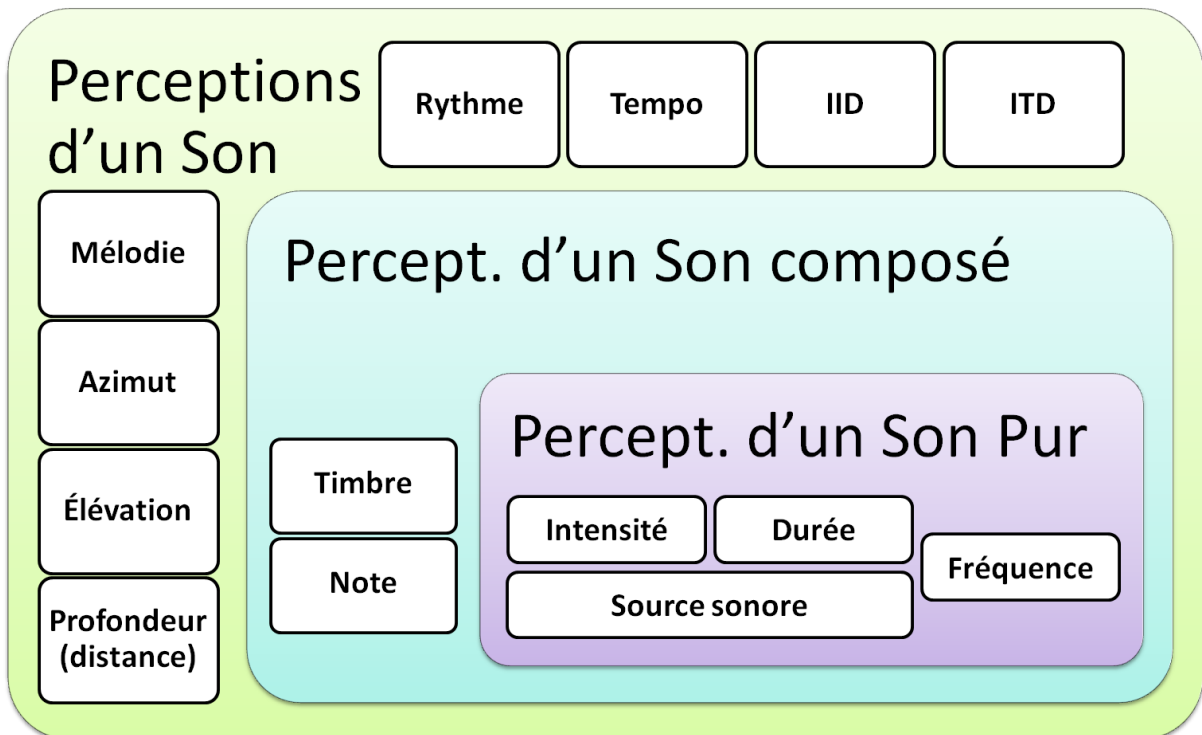 Perceptions
d’un Son
Rythme
Tempo
IID
ITD
Mélodie
Azimut
Élévation
Profondeur
(distance)
Percept. d’un Son composé
Timbre
Note
Percept. d’un Son Pur
Intensité
Durée
Fréquence
Source sonore